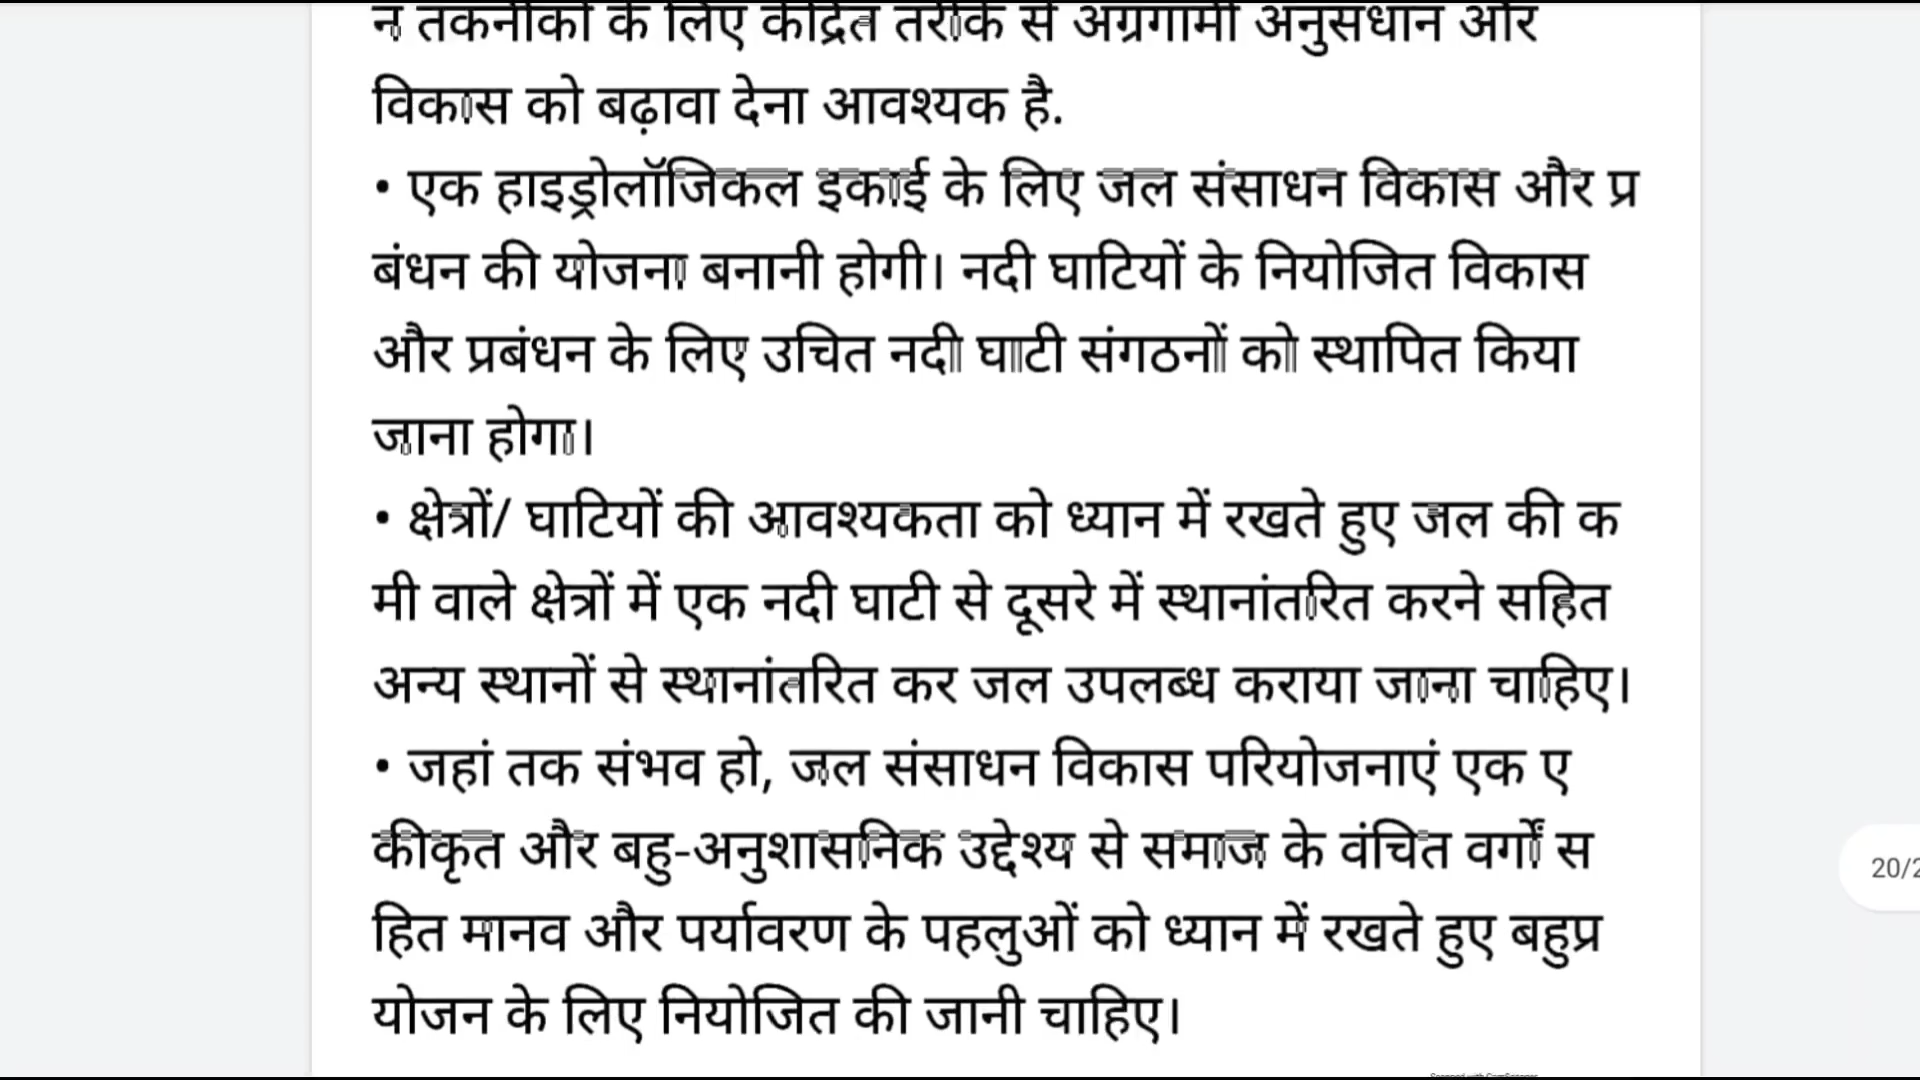 न तकनीकों के लिए केंद्रित तरीके से अग्रगामी अनुसंधान और
विकास को बढ़ावा देना आवश्यक है.
• एक हाइड्रोलॉजिकल इकाई के लिए जल संसाधन विकास और प्र
बंधन की योजना बनानी होगी। नदी घाटियों के नियोजित विकास
और प्रबंधन के लिए उचित नदी घाटी संगठनों को स्थापित किया
जाना होगा।
• क्षेत्रों/ घाटियों की आवश्यकता को ध्यान में रखते हुए जल की क
मी वाले क्षेत्रों में एक नदी घाटी से दूसरे में स्थानांतरित करने सहित
अन्य स्थानों से स्थानांतरित कर जल उपलब्ध कराया जाना चाहिए।
• जहां तक संभव हो, जल संसाधन विकास परियोजनाएं एक ए
कीकृत और बहु-अनुशासनिक उद्देश्य से समाज के वंचित वर्गों स
हित मानव और पर्यावरण के पहलुओं को ध्यान में रखते हुए बहुप्र
योजन के लिए नियोजित की जानी चाहिए।
20/2